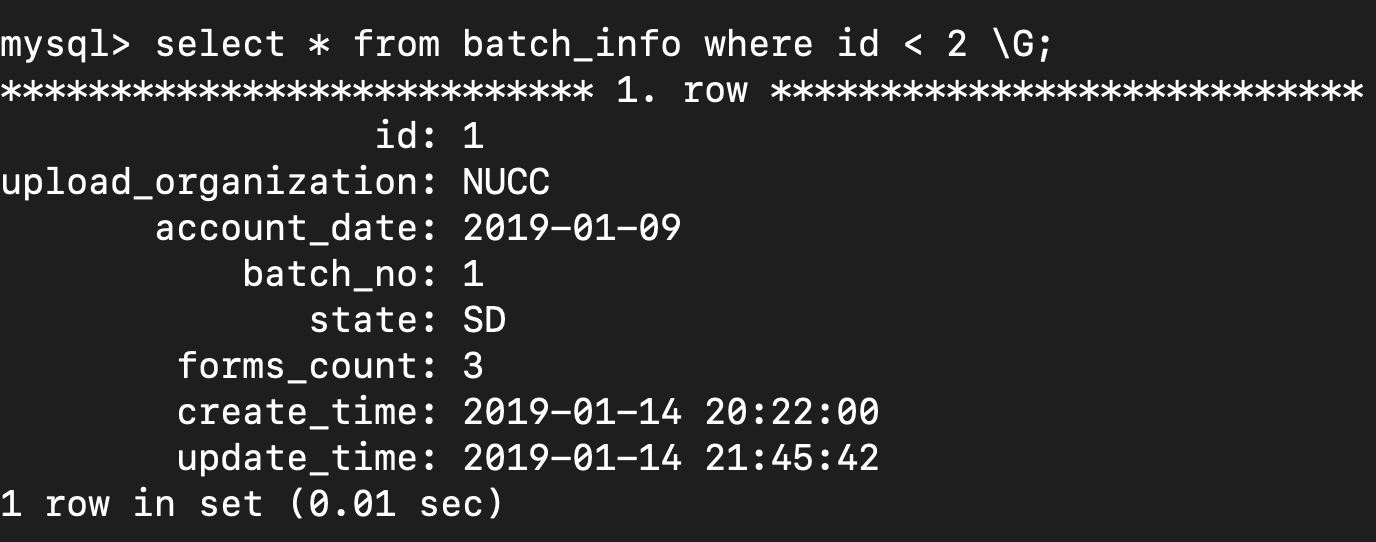 mysql> select * from batch_info where id < 2 \G;
*************************** 1. row ***************************
id: 1
upload_organization: NUCC
account_date: 2019-01-09
batch_no: 1
state: SD
forms_count: 3
create_time: 2019-01-14 20:22:00
update_time: 2019-01-14 21:45:42
1 row in set (0.01 sec)